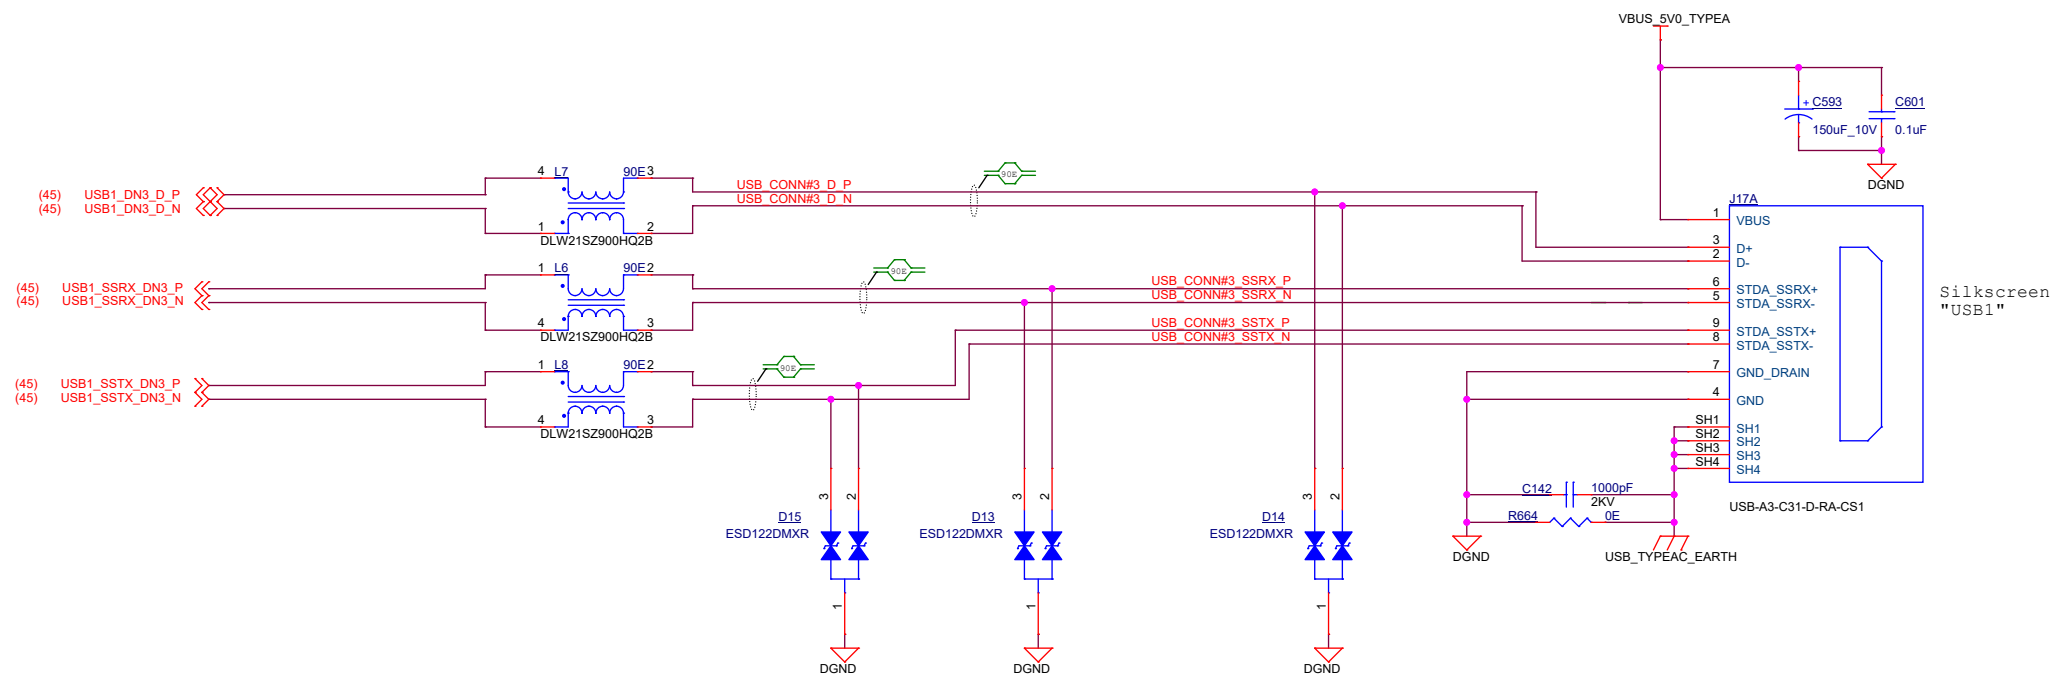 VBUS_5V0_TYPEA
+ C593
150uF_10V
C601
0.1uF
DGND
(45) USB1_DN3_D_P
(45) USB1_DN3_D_N
4 L7 90E 3
1 2
DLW21SZ900HQ2B
USB_CONN#3_D_P
USB_CONN#3_D_N
90E
(45) USB1_SSRX_DN3_P
(45) USB1_SSRX_DN3_N
1 L6 90E 2
4 3
DLW21SZ900HQ2B
90E
USB_CONN#3_SSRX_P
USB_CONN#3_SSRX_N
USB_CONN#3_SSTX_P
USB_CONN#3_SSTX_N
(45) USB1_SSTX_DN3_P
(45) USB1_SSTX_DN3_N
1 L8 90E 2
4 3
DLW21SZ900HQ2B
90E
J17A
1 VBUS
3 D+
2 D-
6 STDA_SSRX+
5 STDA_SSRX-
9 STDA_SSTX+
8 STDA_SSTX-
7 GND_DRAIN
4 GND
SH1 SH1
SH2 SH2
SH3 SH3
SH4 SH4
USB-A3-C31-D-RA-CS1
Silkscreen
"USB1"
C142 1000pF
2KV
R664 0E
DGND
USB_TYPEAC_EARTH
3 2
D15
ESD122DMXR
1
DGND
3 2
D13
ESD122DMXR
1
DGND
3 2
D14
ESD122DMXR
1
DGND